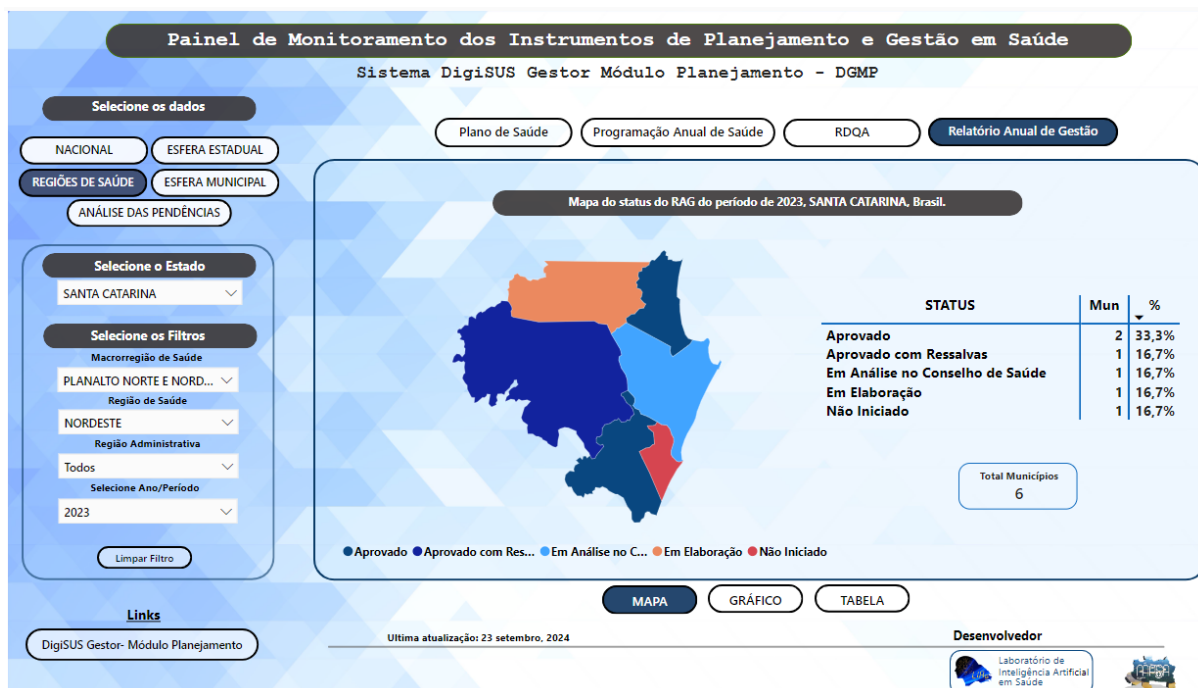 Painel de Monitoramento dos Instrumentos de Planejamento e Gestão em Saúde
Sistema DigiSUS Gestor Módulo Planejamento - DGMP
Selecione os dados
NACIONAL
ESFERA ESTADUAL
REGIÕES DE SAÚDE
ESFERA MUNICIPAL
ANÁLISE DAS PENDÊNCIAS
Plano de Saúde
Programação Anual de Saúde
RDQA
Relatório Anual de Gestão
Selecione o Estado
SANTA CATARINA
Selecione os Filtros
Macrorregião de Saúde
PLANALTO NORTE E NORD...
Região de Saúde
NORDESTE
Região Administrativa
Todos
Selecione Ano/Período
2023
Limpar Filtro
Mapa do status do RAG do período de 2023, SANTA CATARINA, Brasil.
STATUS Mun %
Aprovado 2 33,3%
Aprovado com Ressalvas 1 16,7%
Em Análise no Conselho de Saúde 1 16,7%
Em Elaboração 1 16,7%
Não Iniciado 1 16,7%
Total Municípios
6
Aprovado Aprovado com Res... Em Análise no C... Em Elaboração Não Iniciado
MAPA
GRÁFICO
TABELA
Links
DigiSUS Gestor- Módulo Planejamento
Ultima atualização: 23 setembro, 2024
Desenvolvedor
Laboratório de
Inteligência Artificial
em Saúde